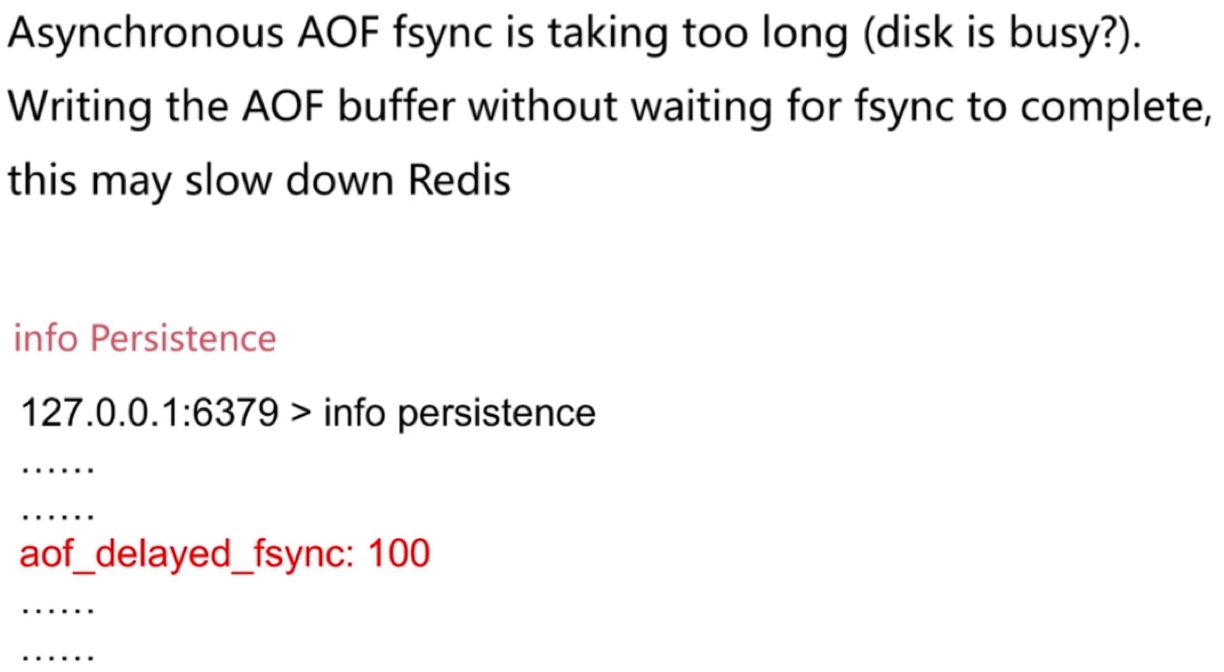 Asynchronous AOF fsync is taking too long (disk is busy?).
Writing the AOF buffer without waiting for fsync to complete,
this may slow down Redis
info Persistence
127.0.0.1:6379 > info persistence
......
......
aof_delayed_fsync: 100
......
......